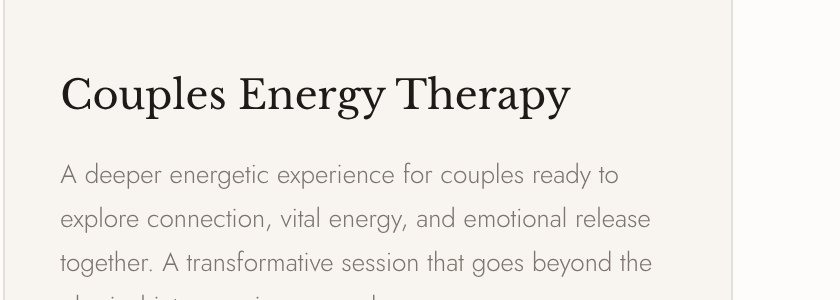 Couples Energy Therapy
A deeper energetic experience for couples ready to
explore connection, vital energy, and emotional release
together. A transformative session that goes beyond the